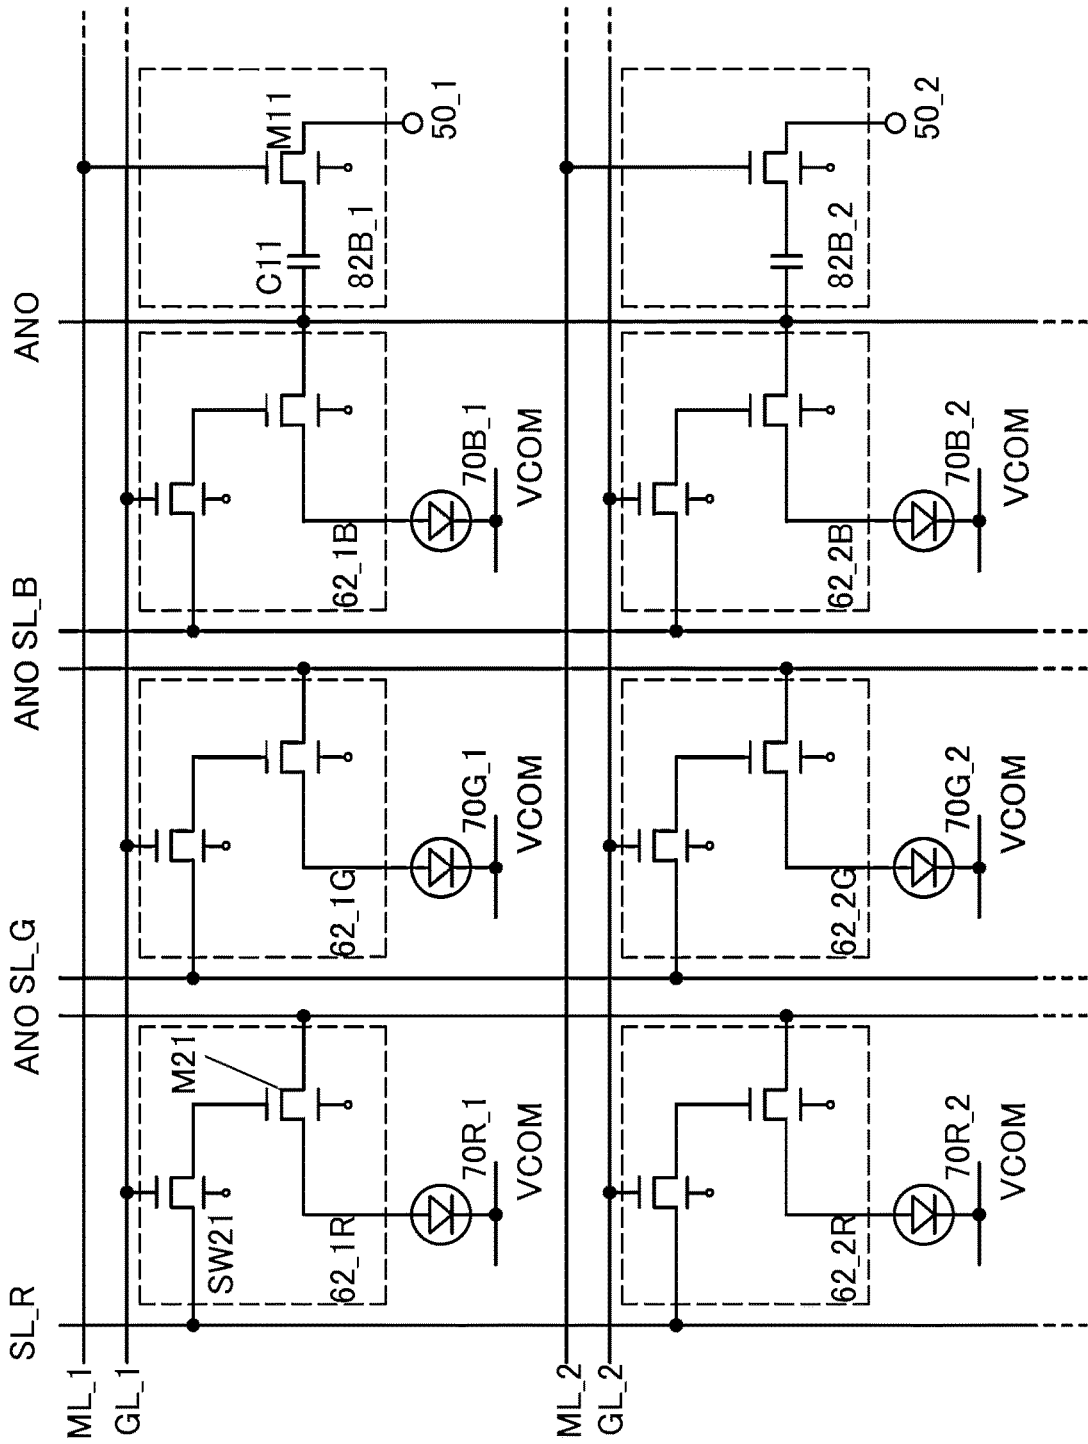 SL_R
ANO SL_G
ANO SL_B
ANO
ML_1
GL_1
SW21
M21
62_1R
70R_1
VCOM
62_1G
70G_1
VCOM
62_1B
70B_1
VCOM
C11
M11
82B_1
50_1
ML_2
GL_2
62_2R
70R_2
VCOM
62_2G
70G_2
VCOM
62_2B
70B_2
VCOM
82B_2
50_2